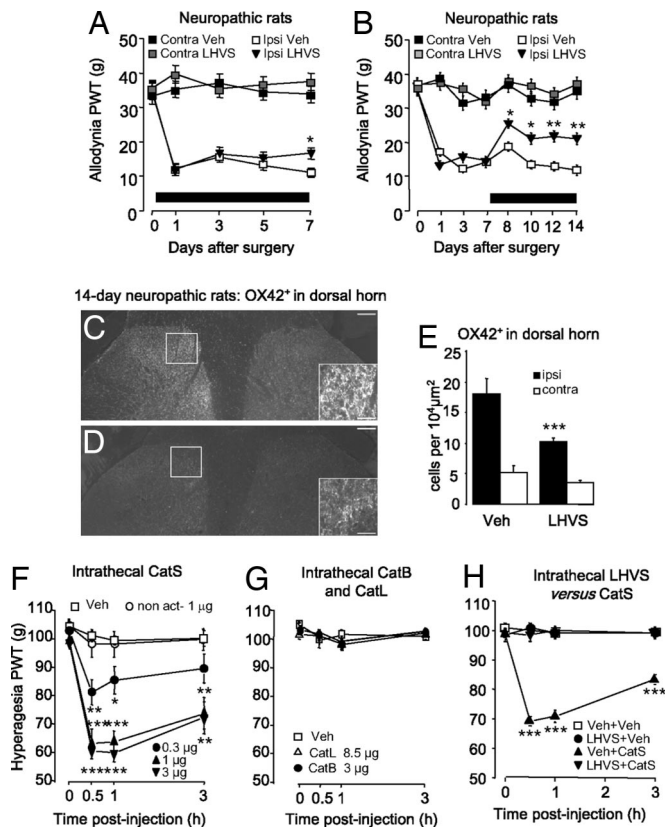 A
Neuropathic rats
Contra Veh
Ipsi Veh
Contra LHVS
Ipsi LHVS
50
40
30
20
10
0
Allodynia PWT (g)
*
0 1 3 5 7
Days after surgery
B
Neuropathic rats
Contra Veh
Ipsi Veh
Contra LHVS
Ipsi LHVS
50
40
30
20
10
0
Allodynia PWT (g)
* * ** **
0 1 3 7 8 10 12 14
Days after surgery
14-day neuropathic rats: OX42+ in dorsal horn
C
D
E
OX42+ in dorsal horn
25
20
15
10
5
0
cells per 10⁴µm²
ipsi
contra
***
Veh LHVS
F
Intrathecal CatS
Veh
non act- 1 µg
110
100
90
80
70
60
50
Hyperagesia PWT (g)
** * **
*** ***
**
*** ***
0.3 µg
1 µg
3 µg
0 0.5 1 3
Time post-injection (h)
G
Intrathecal CatB
and CatL
110
100
90
80
70
60
50
Veh
CatL 8.5 µg
CatB 3 µg
0 0.5 1 3
Time post-injection (h)
H
Intrathecal LHVS
versus CatS
110
100
90
80
70
60
*** *** ***
Veh+Veh
LHVS+Veh
Veh+CatS
LHVS+CatS
0 1 2 3
Time post-injection (h)